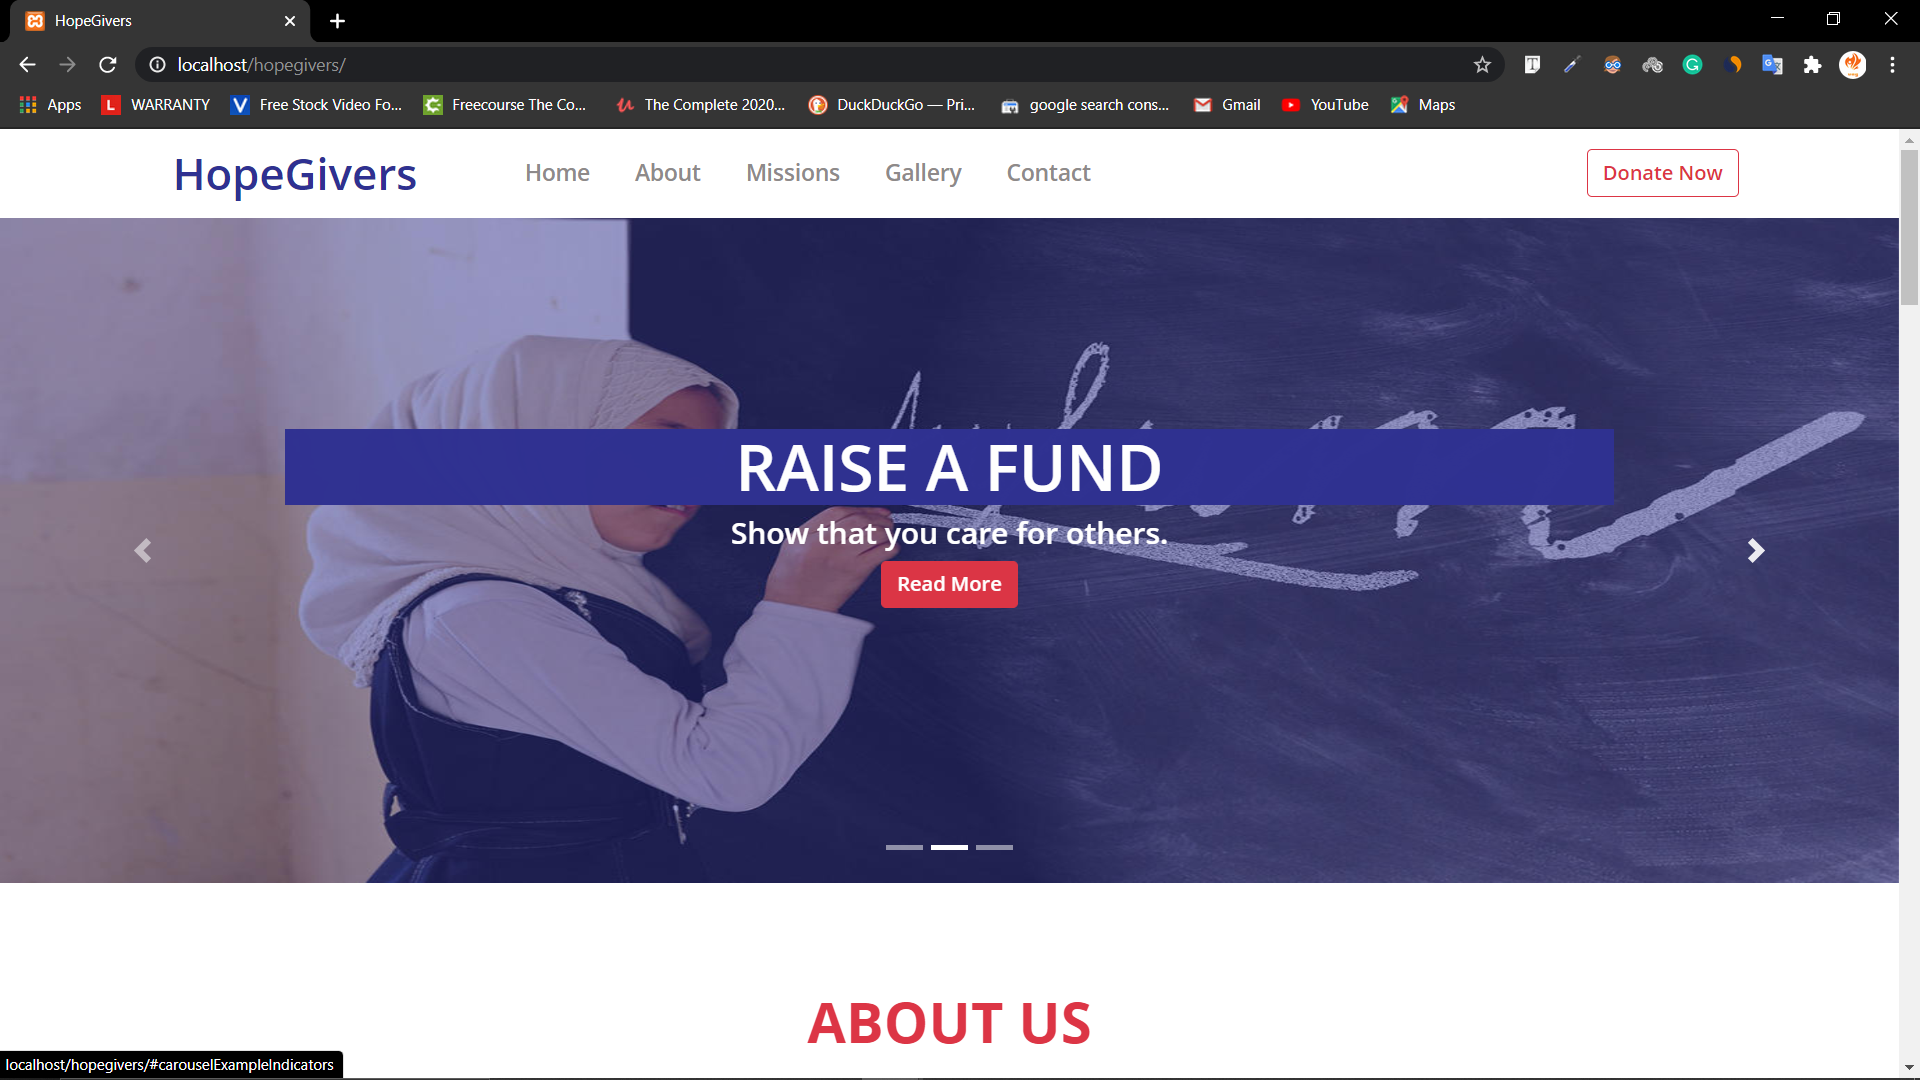 HopeGivers
localhost/hopegivers/
Apps
WARRANTY
Free Stock Video Fo...
Freecourse The Co...
The Complete 2020...
DuckDuckGo — Pri...
google search cons...
Gmail
YouTube
Maps
HopeGivers
Home
About
Missions
Gallery
Contact
Donate Now
RAISE A FUND
Show that you care for others.
Read More
ABOUT US
localhost/hopegivers/#carouselExampleIndicators